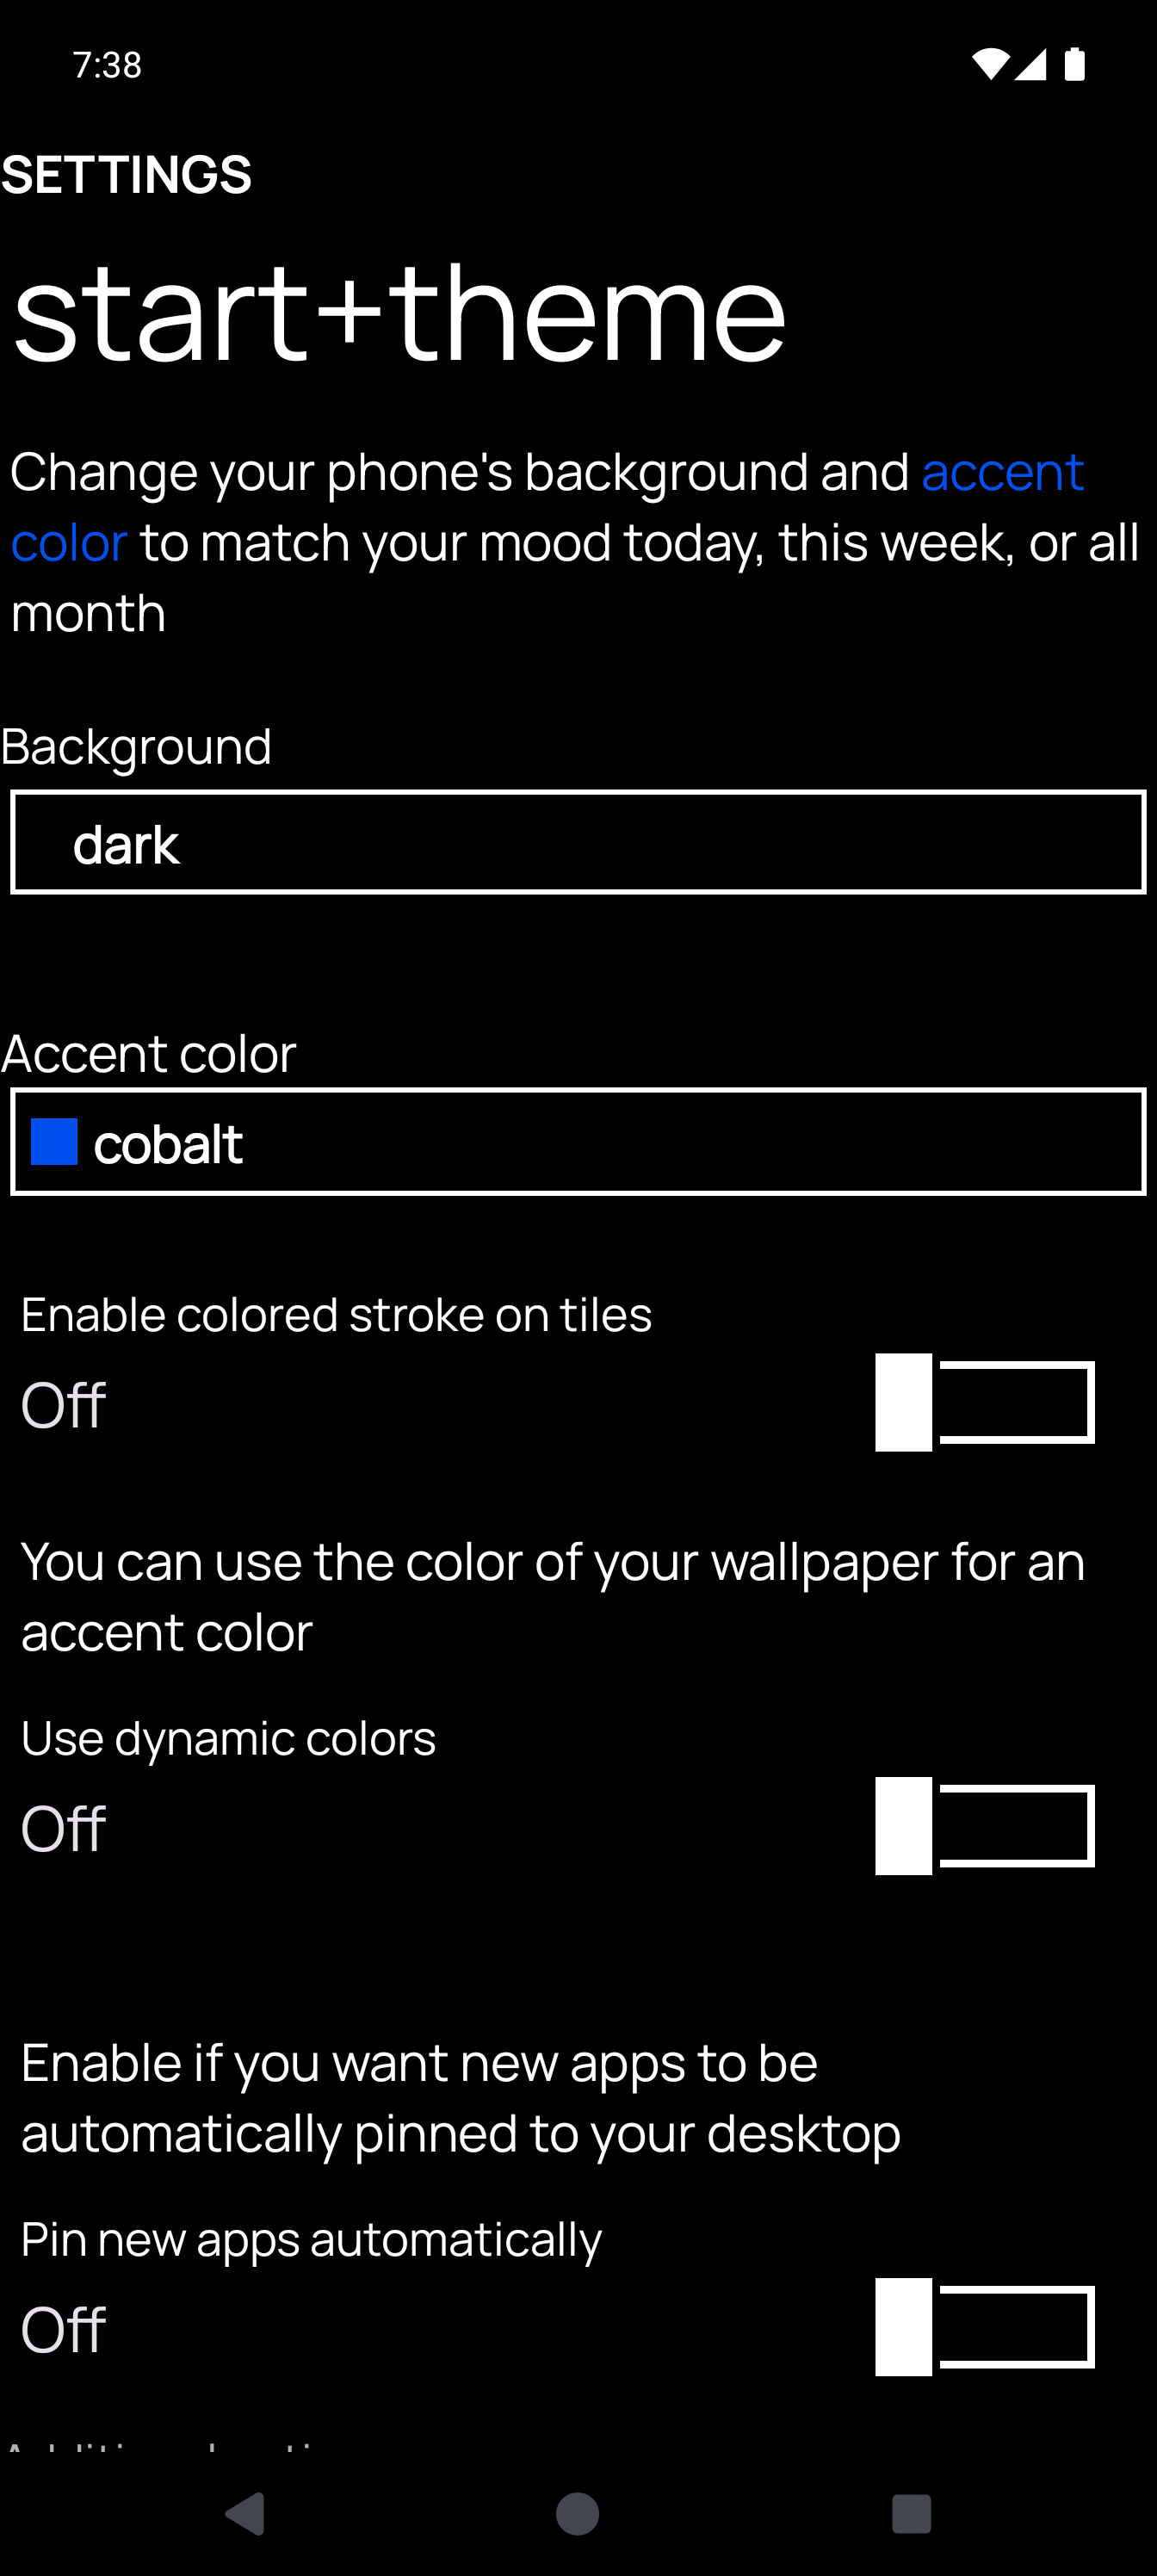 7:38
SETTINGS
start+theme
Change your phone's background and accent
color to match your mood today, this week, or all
month
Background
dark
Accent color
cobalt
Enable colored stroke on tiles
Off
You can use the color of your wallpaper for an
accent color
Use dynamic colors
Off
Enable if you want new apps to be
automatically pinned to your desktop
Pin new apps automatically
Off